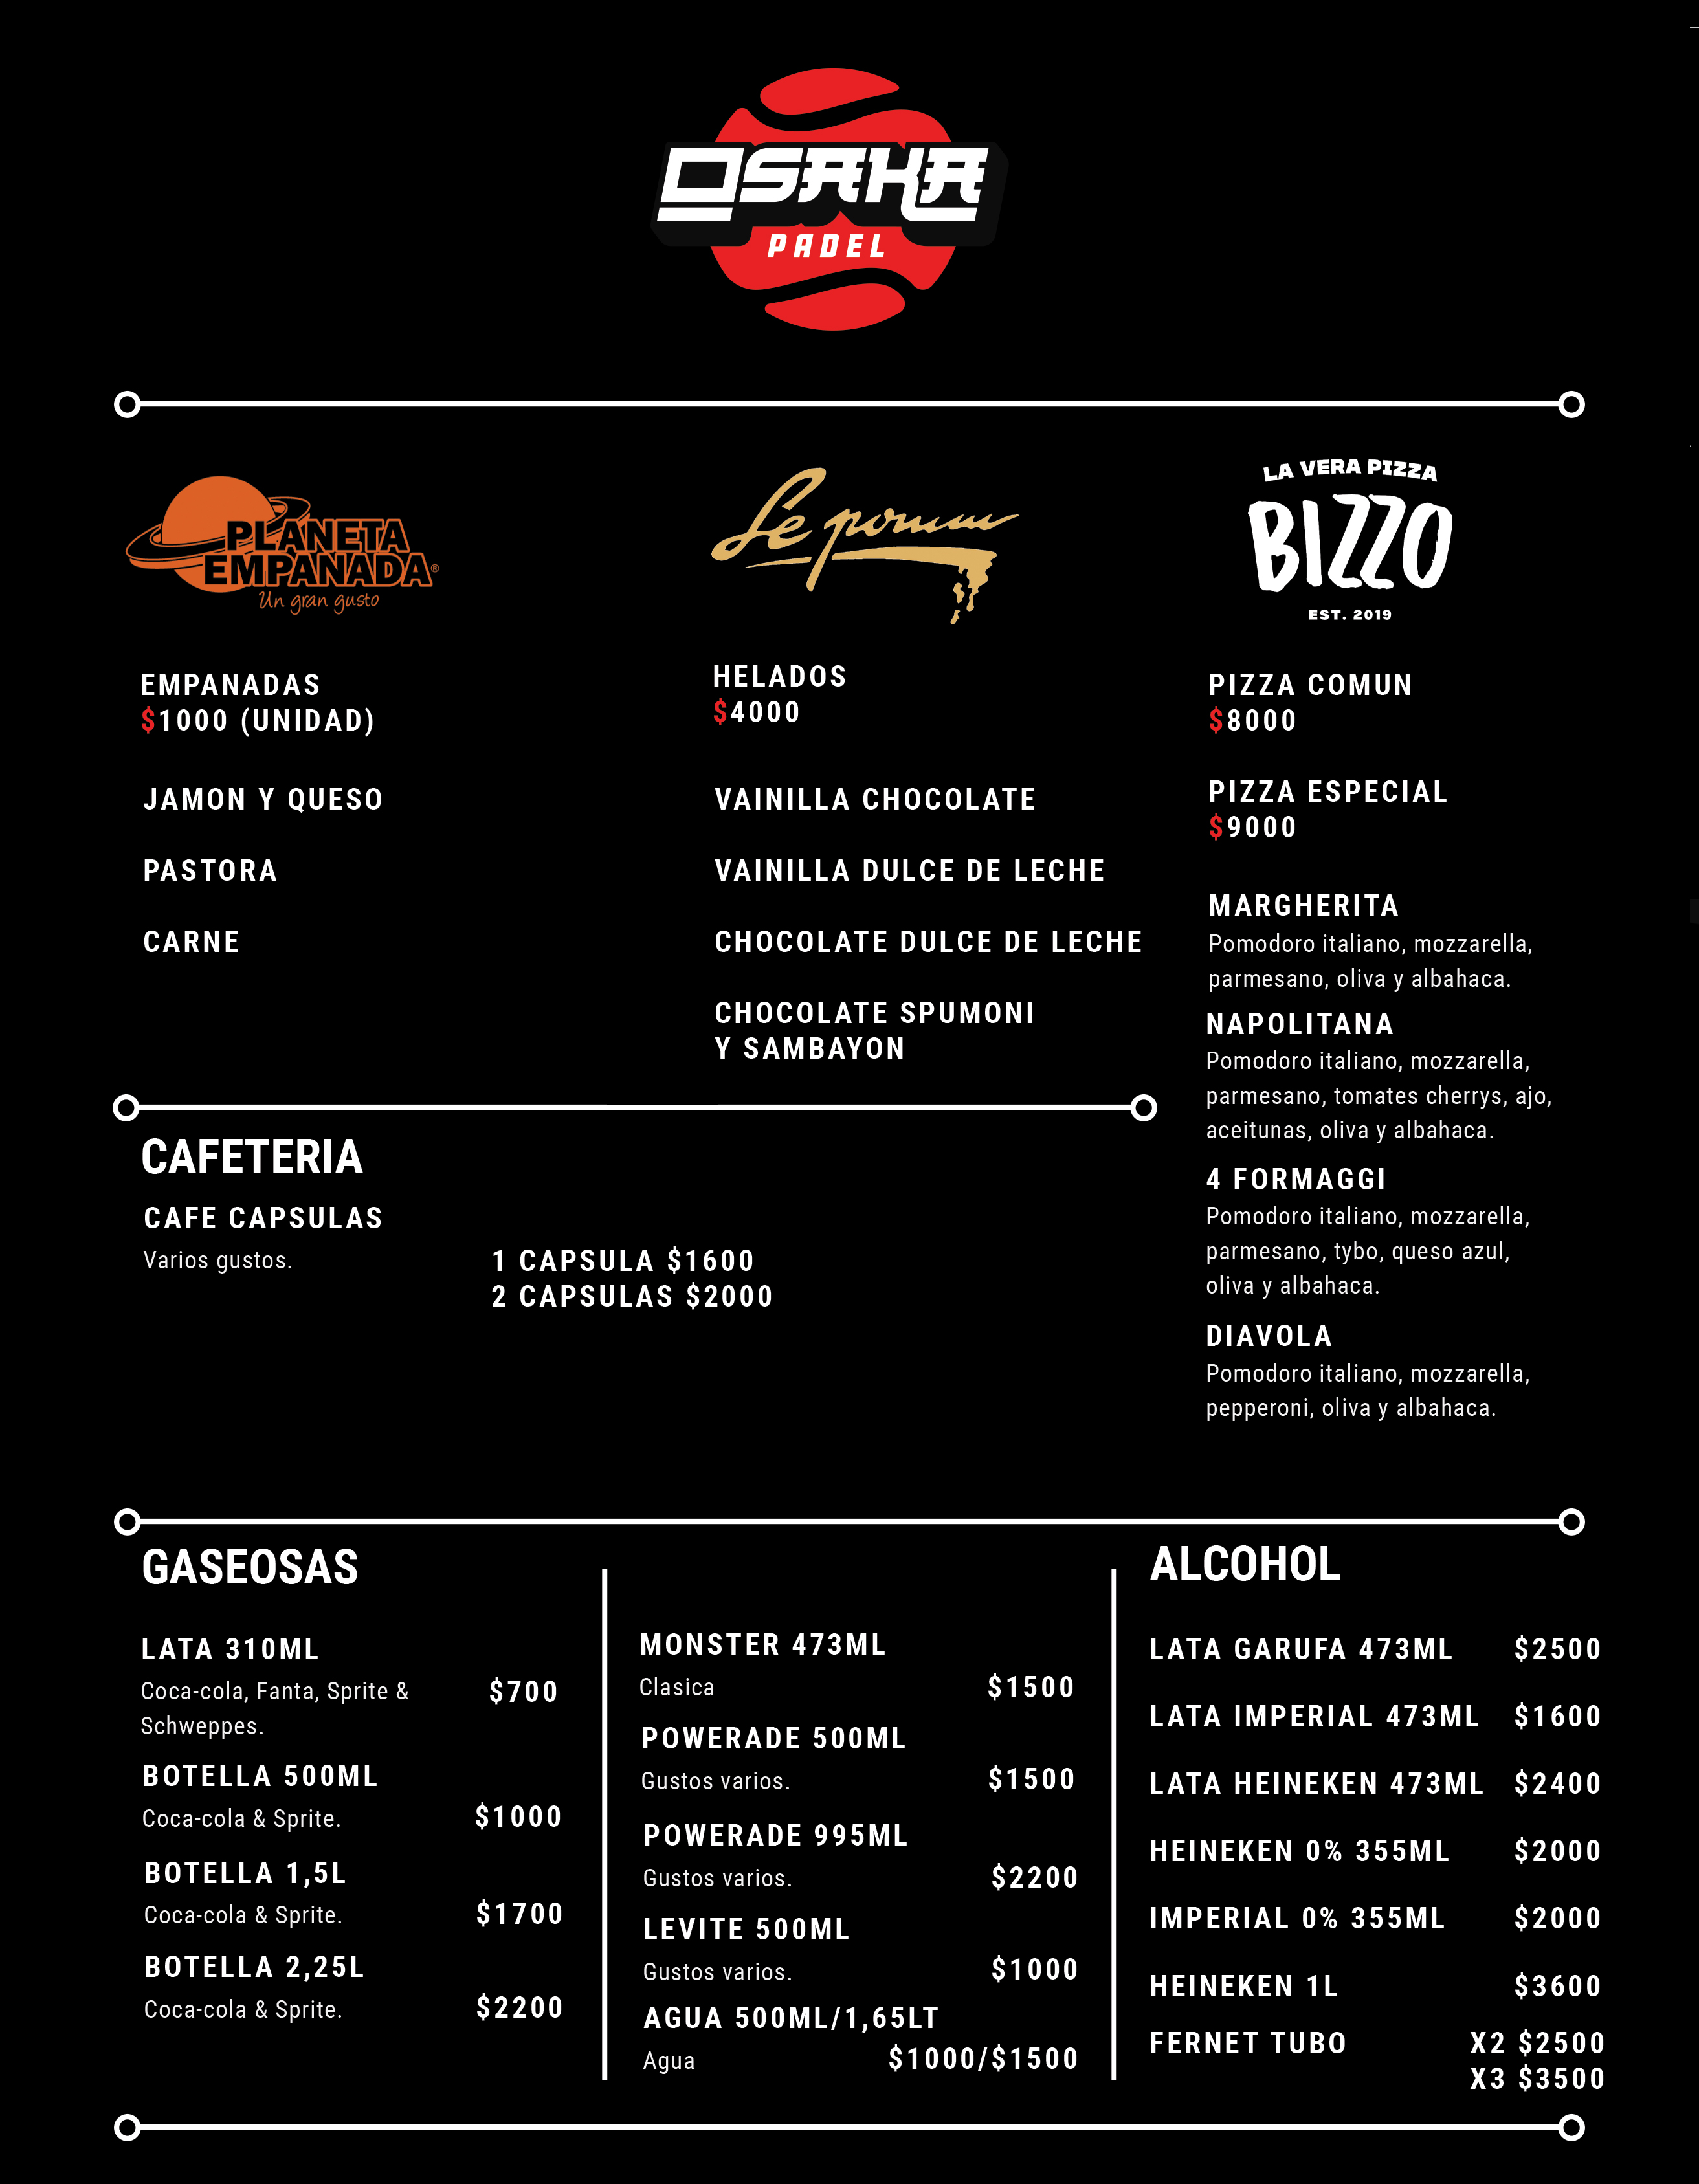 OSAKA
PADEL
PLANETA
EMPANADA®
Un gran gusto
EMPANADAS
$1000 (UNIDAD)
JAMON Y QUESO
PASTORA
CARNE
Le pomm
HELADOS
$4000
VAINILLA CHOCOLATE
VAINILLA DULCE DE LECHE
CHOCOLATE DULCE DE LECHE
CHOCOLATE SPUMONI
Y SAMBAYON
LA VERA PIZZA
BIZZO
EST. 2019
PIZZA COMUN
$8000
PIZZA ESPECIAL
$9000
MARGHERITA
Pomodoro italiano, mozzarella,
parmesano, oliva y albahaca.
NAPOLITANA
Pomodoro italiano, mozzarella,
parmesano, tomates cherrys, ajo,
aceitunas, oliva y albahaca.
4 FORMAGGI
Pomodoro italiano, mozzarella,
parmesano, tybo, queso azul,
oliva y albahaca.
DIAVOLA
Pomodoro italiano, mozzarella,
pepperoni, oliva y albahaca.
CAFETERIA
CAFE CAPSULAS
Varios gustos.
1 CAPSULA $1600
2 CAPSULAS $2000
GASEOSAS
LATA 310ML
Coca-cola, Fanta, Sprite & $700
Schweppes.
BOTELLA 500ML
Coca-cola & Sprite. $1000
BOTELLA 1,5L
Coca-cola & Sprite. $1700
BOTELLA 2,25L
Coca-cola & Sprite. $2200
MONSTER 473ML
Clasica $1500
POWERADE 500ML
Gustos varios. $1500
POWERADE 995ML
Gustos varios. $2200
LEVITE 500ML
Gustos varios. $1000
AGUA 500ML/1,65LT
Agua $1000/$1500
ALCOHOL
LATA GARUFA 473ML $2500
LATA IMPERIAL 473ML $1600
LATA HEINEKEN 473ML $2400
HEINEKEN 0% 355ML $2000
IMPERIAL 0% 355ML $2000
HEINEKEN 1L $3600
FERNET TUBO X2 $2500
X3 $3500